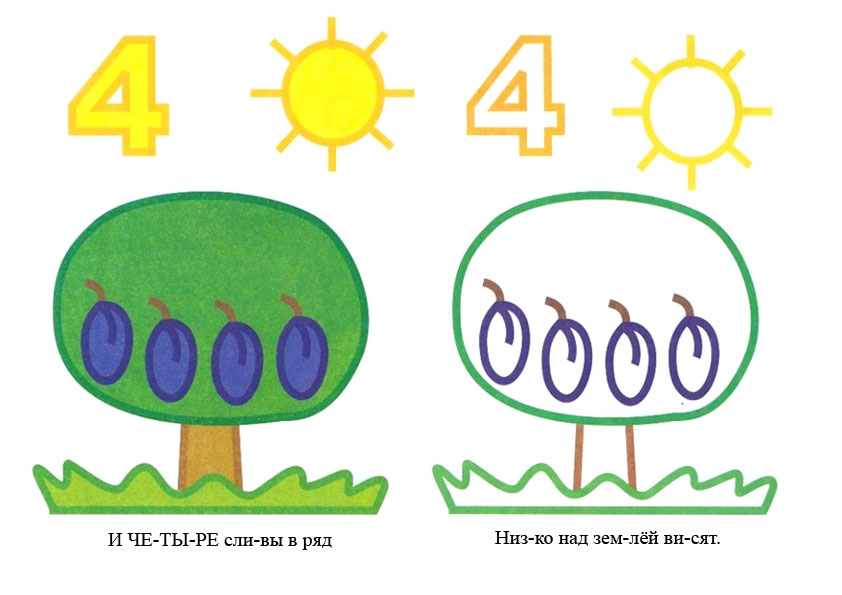 4
4
И ЧЕ-ТЫ-РЕ сли-вы в ряд
Низ-ко над зем-лёй ви-сят.